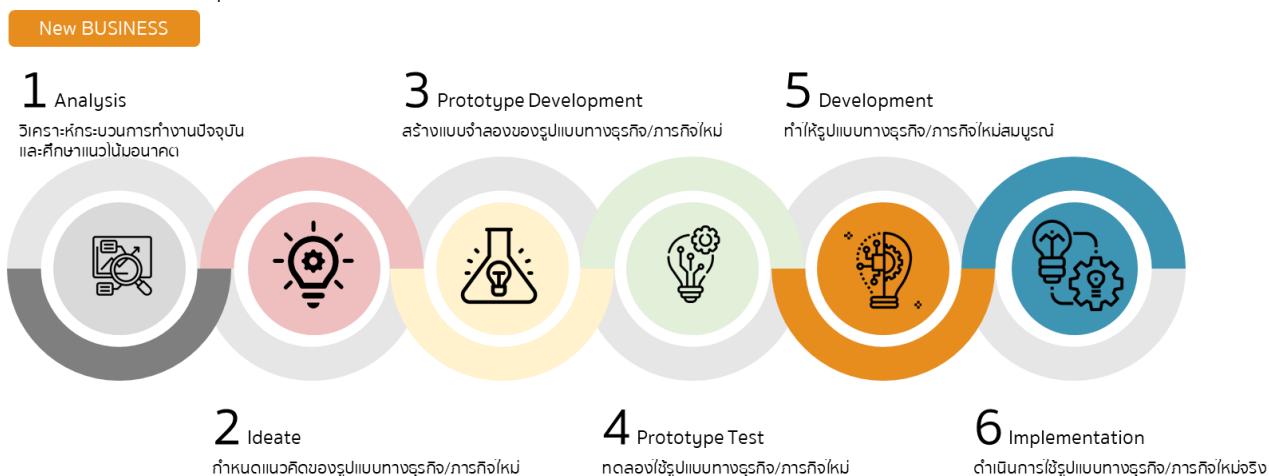 New BUSINESS
1 Analysis
วิเคราะห์กระบวนการทำงานปัจจุบัน
และศึกษาแนวโน้มอนาคต
3 Prototype Development
สร้างแบบจำลองของรูปแบบทางธุรกิจ/ภารกิจใหม่
5 Development
ทำให้รูปแบบทางธุรกิจ/ภารกิจใหม่สมบูรณ์
2 Ideate
กำหนดแนวคิดของรูปแบบทางธุรกิจ/ภารกิจใหม่
4 Prototype Test
ทดลองใช้รูปแบบทางธุรกิจ/ภารกิจใหม่
6 Implementation
ดำเนินการใช้รูปแบบทางธุรกิจ/ภารกิจใหม่จริง